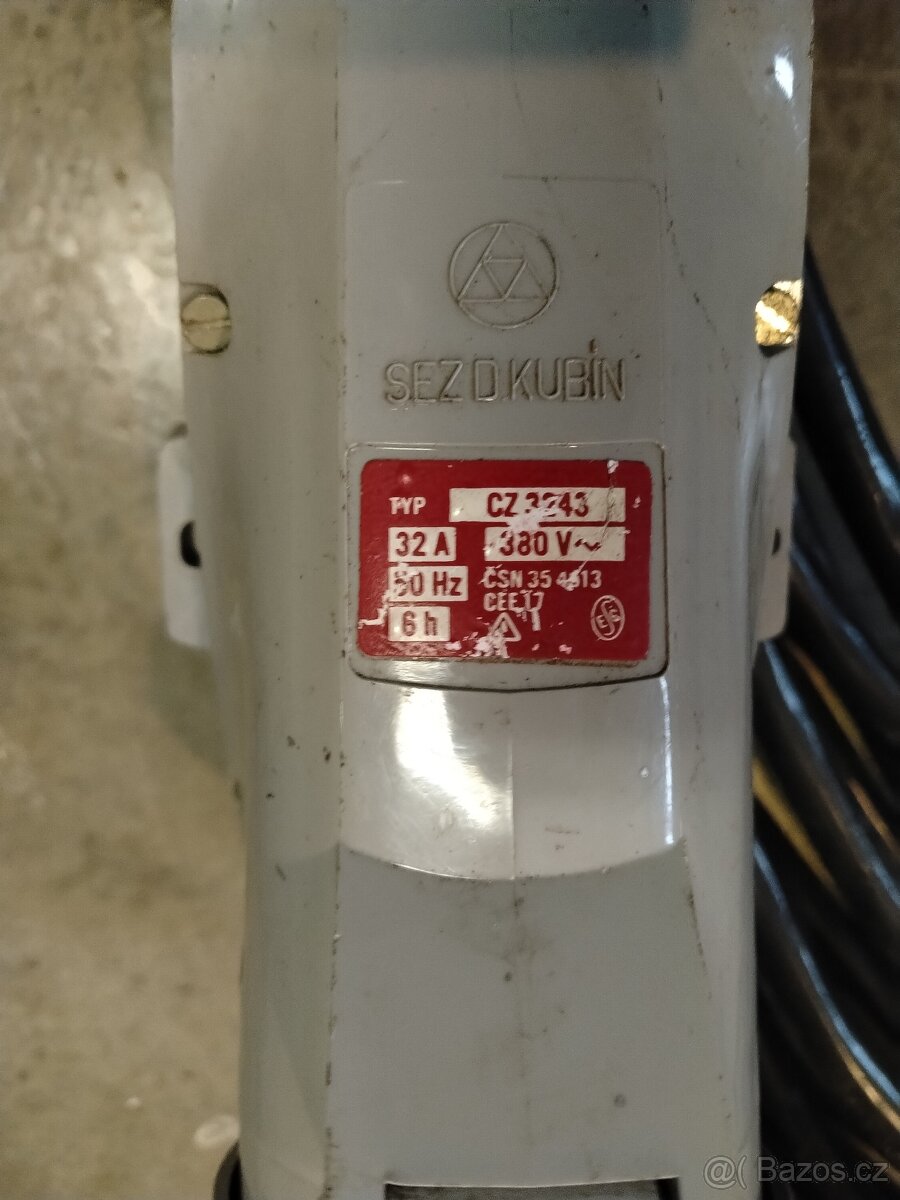 SEZ D.KUBÍN
TYP CZ 3243
32 A 380 V~
50 Hz ČSN 35 4513
6 h CEE 17
@( Bazos.cz